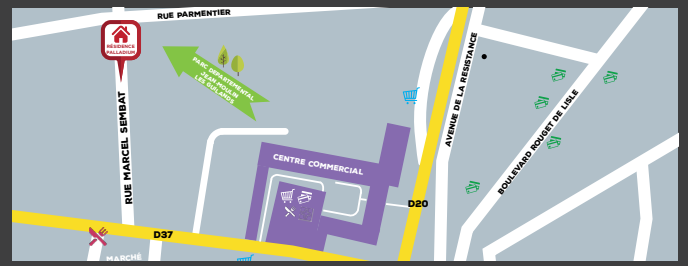 RUE PARMENTIER
RÉSIDENCE
PALLADIUM
PARC DÉPARTEMENTAL
JEAN-MOULIN
LES GUILANDS
RUE MARCEL SEMBAT
AVENUE DE LA RESISTANCE
BOULEVARD ROUGET DE LISLE
CENTRE COMMERCIAL
D20
D37
MARCHÉ